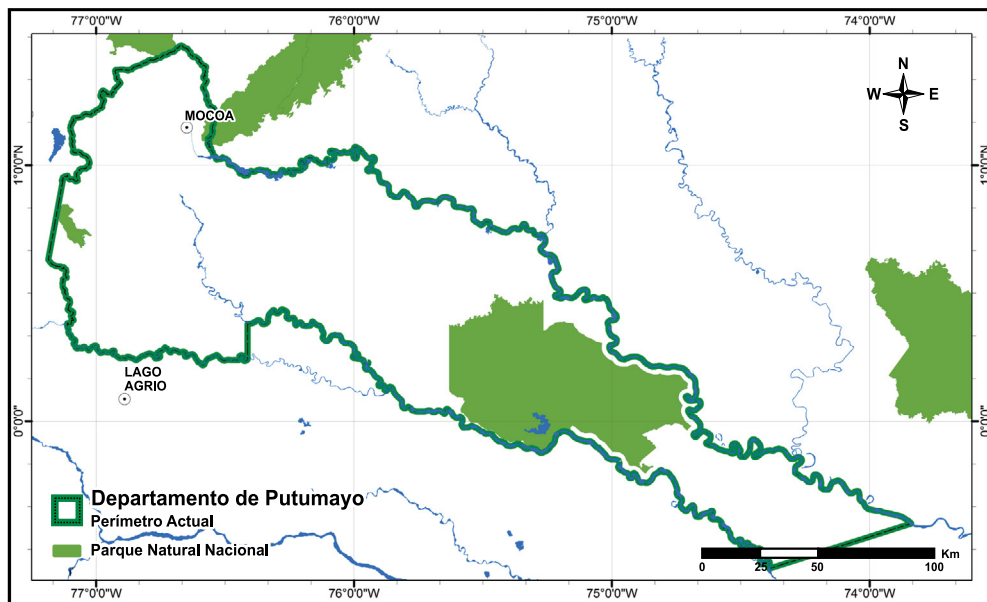 77°0'0"W 76°0'0"W 75°0'0"W 74°0'0"W
N
W E
S
MOCOA
1°0'0"N 1°0'0"N
LAGO
AGRIO
0°0'0" 0°0'0"
Departamento de Putumayo
Perímetro Actual
Parque Natural Nacional
Km
0 25 50 100
77°0'0"W 76°0'0"W 75°0'0"W 74°0'0"W